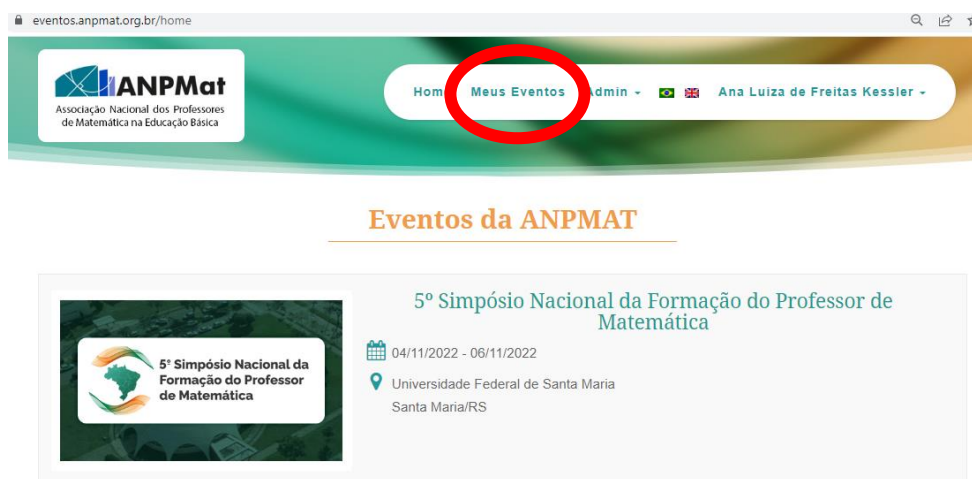 eventos.anpmat.org.br/home
ANPMat
Associação Nacional dos Professores
de Matemática na Educação Básica
Meus Eventos
Ana Luiza de Freitas Kessler
Eventos da ANPMAT
5º Simpósio Nacional da Formação do Professor de
Matemática
04/11/2022 - 06/11/2022
Universidade Federal de Santa Maria
Santa Maria/RS
5º Simpósio Nacional da
Formação do Professor
de Matemática